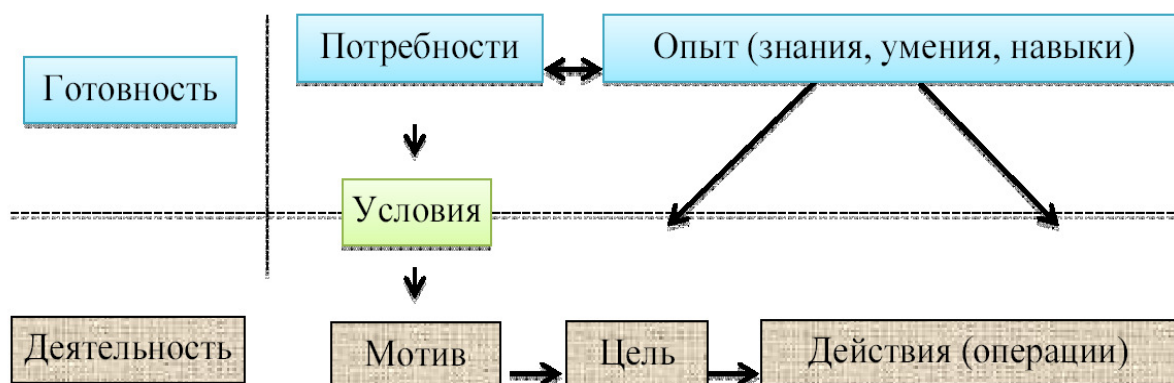 Потребности
Опыт (знания, умения, навыки)
Готовность
Условия
Деятельность
Мотив
Цель
Действия (операции)